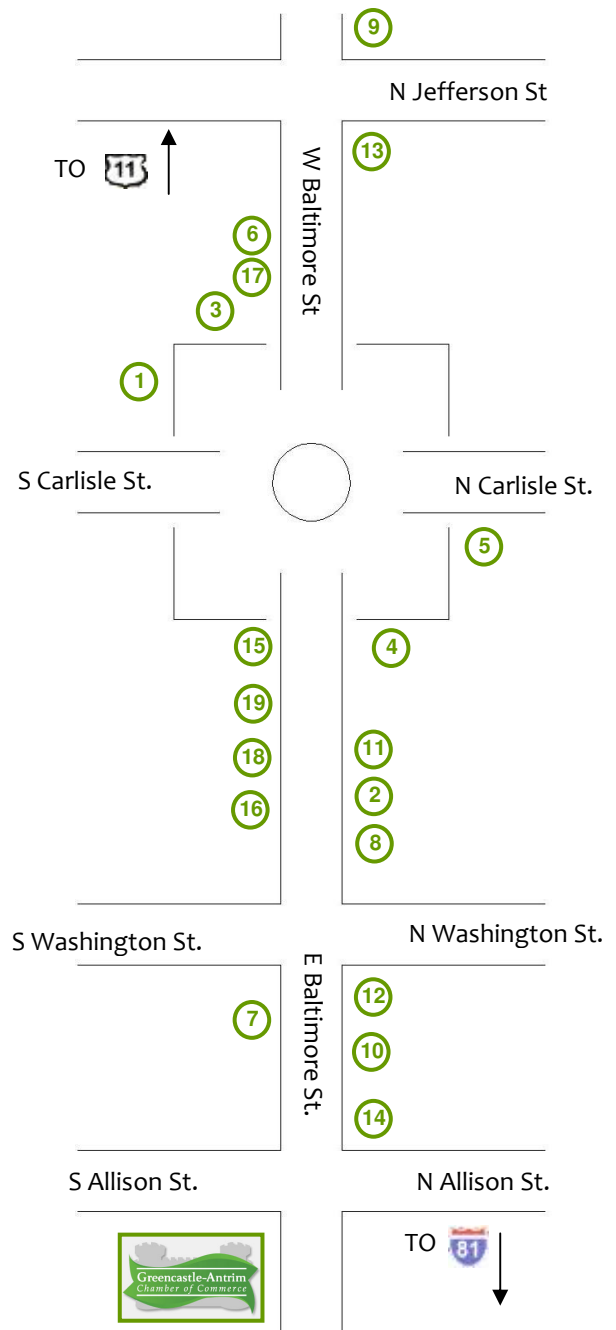 9
N Jefferson St
13
TO 11
W Baltimore St
6
17
3
1
S Carlisle St.
N Carlisle St.
5
15
4
19
11
18
2
16
8
S Washington St.
N Washington St.
E Baltimore St.
12
7
10
14
S Allison St.
N Allison St.
TO 81
Greencastle-Antrim
Chamber of Commerce